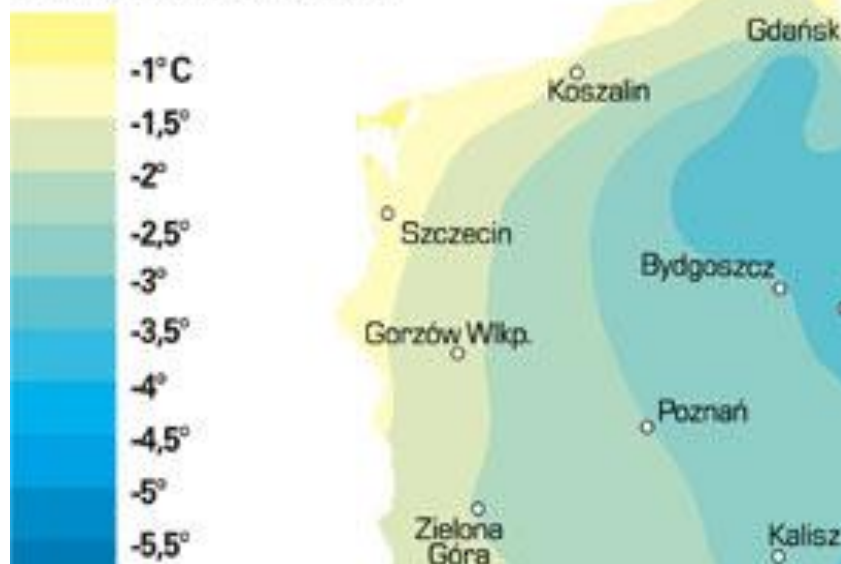 -1° C
-1,5°
-2°
-2,5°
-3°
-3,5°
-4°
-4,5°
-5°
-5,5°
Gdańsk
Koszalin
Szczecin
Bydgoszcz
Gorzów Wlkp.
Poznań
Zielona
Góra
Kalisz